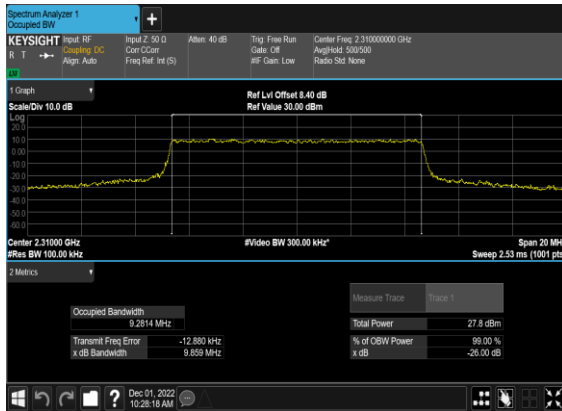 Spectrum Analyzer 1
Occupied BW
+
KEYSIGHT
R T
LXI
Input: RF
Coupling: DC
Align: Auto
Input Z: 50 Ω
Corr CCorr
Freq Ref: Int (S)
Atten: 40 dB
Trig: Free Run
Gate: Off
#IF Gain: Low
Center Freq: 2.310000000 GHz
Avg|Hold: 500/500
Radio Std: None
1 Graph
Scale/Div 10.0 dB
Ref Lvl Offset 8.40 dB
Ref Value 30.00 dBm
Log
20.0
10.0
0.00
-10.0
-20.0
-30.0
-40.0
-50.0
-60.0
Center 2.31000 GHz
#Res BW 100.00 kHz
#Video BW 300.00 kHz*
Span 20 MH
Sweep 2.53 ms (1001 pts
2 Metrics
Measure Trace
Trace 1
Occupied Bandwidth
9.2814 MHz
Total Power
27.8 dBm
Transmit Freq Error
-12.880 kHz
% of OBW Power
99.00 %
x dB Bandwidth
9.859 MHz
x dB
-26.00 dB
?
Dec 01, 2022
10:28:18 AM